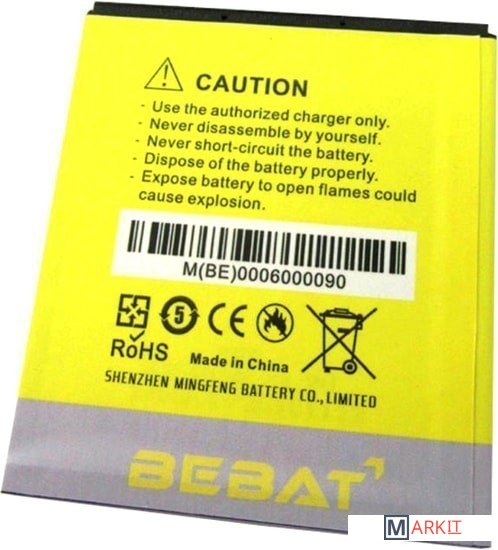 CAUTION
- Use the authorized charger only.
- Never disassemble by yourself.
- Never short-circuit the battery.
- Dispose of the battery properly.
- Expose battery to open flames could
cause explosion.
M(BE)0006000090
5 CE
RoHS Made in China
SHENZHEN MINGFENG BATTERY CO.,LIMITED
BEBAT
MARKIT